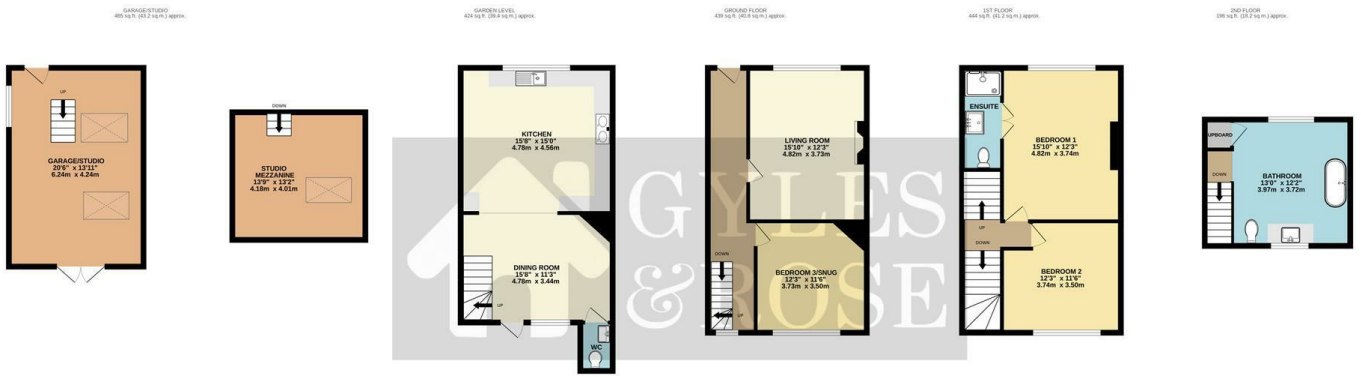 GARAGE/STUDIO
465 sq.ft. (43.2 sq.m.) approx.
GARDEN LEVEL
424 sq.ft. (39.4 sq.m.) approx.
GROUND FLOOR
439 sq.ft. (40.8 sq.m.) approx.
1ST FLOOR
444 sq.ft. (41.2 sq.m.) approx.
2ND FLOOR
196 sq.ft. (18.2 sq.m.) approx.
UP
GARAGE/STUDIO
20'6" x 13'11"
6.24m x 4.24m
DOWN
STUDIO
MEZZANINE
13'9" x 13'2"
4.18m x 4.01m
KITCHEN
15'8" x 15'0"
4.78m x 4.56m
DINING ROOM
15'8" x 11'3"
4.78m x 3.44m
UP
WC
LIVING ROOM
15'10" x 12'3"
4.82m x 3.73m
DOWN
UP
BEDROOM 3/SNUG
12'3" x 11'6"
3.73m x 3.50m
ENSUITE
BEDROOM 1
15'10" x 12'3"
4.82m x 3.74m
UP
DOWN
BEDROOM 2
12'3" x 11'6"
3.74m x 3.50m
UPBOARD
DOWN
BATHROOM
13'0" x 12'2"
3.97m x 3.72m
GYLES
&ROSE